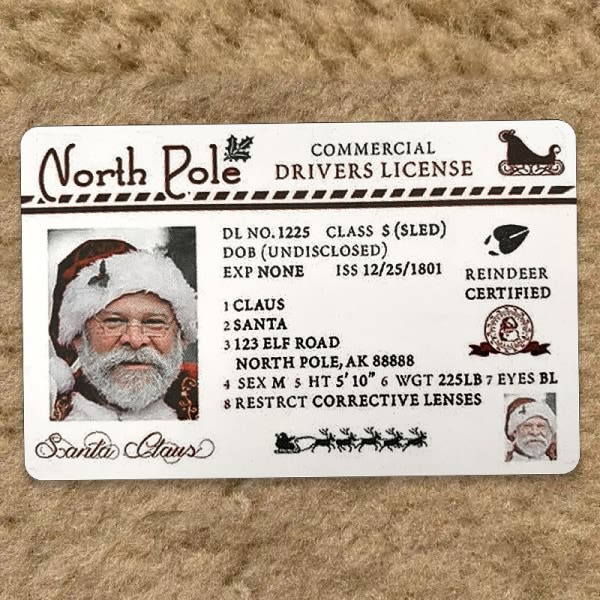 North Pole
COMMERCIAL
DRIVERS LICENSE
DL NO. 1225 CLASS $ ($LED)
DOB (UNDISCLOSED)
EXP NONE ISS 12/25/1801
REINDEER
CERTIFIED
1 CLAUS
2 SANTA
3 123 ELF ROAD
NORTH POLE, AK 88888
4 SEX M 5 HT 5'10" 6 WGT 225LB 7 EYES BL
8 RESTRCT CORRECTIVE LENSES
Santa Claus